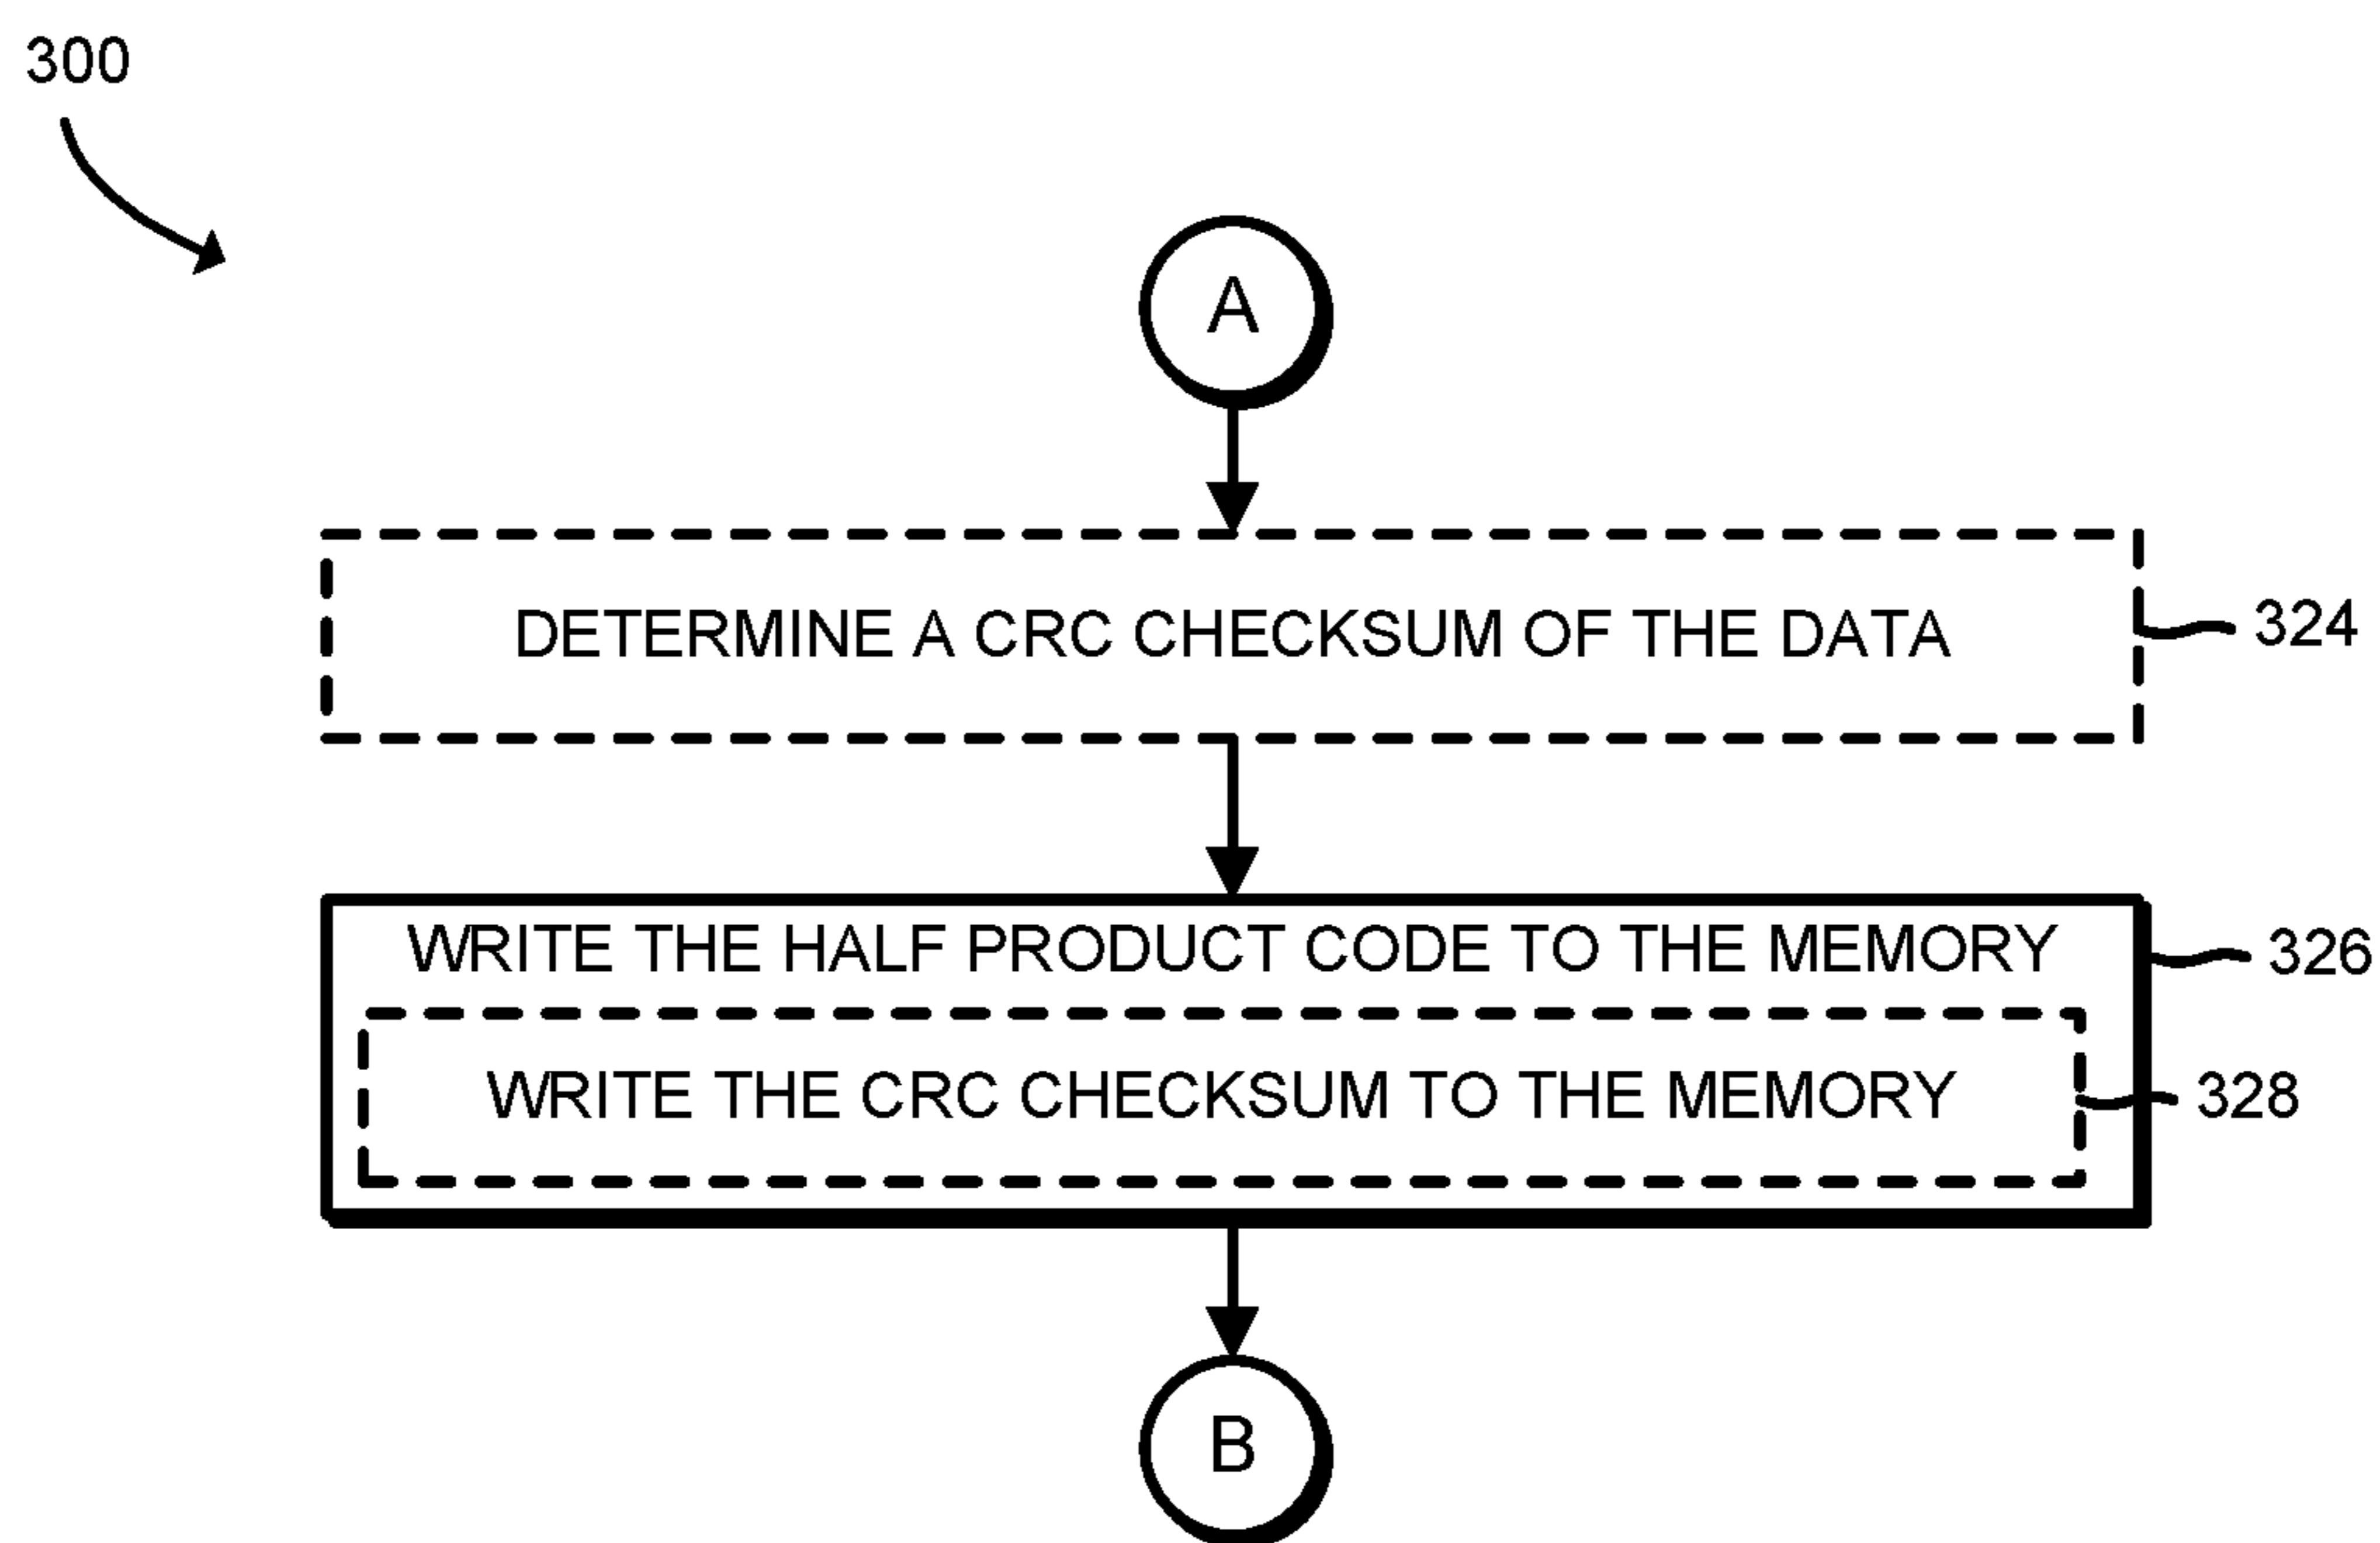 300
A
DETERMINE A CRC CHECKSUM OF THE DATA
324
WRITE THE HALF PRODUCT CODE TO THE MEMORY
326
WRITE THE CRC CHECKSUM TO THE MEMORY
328
B